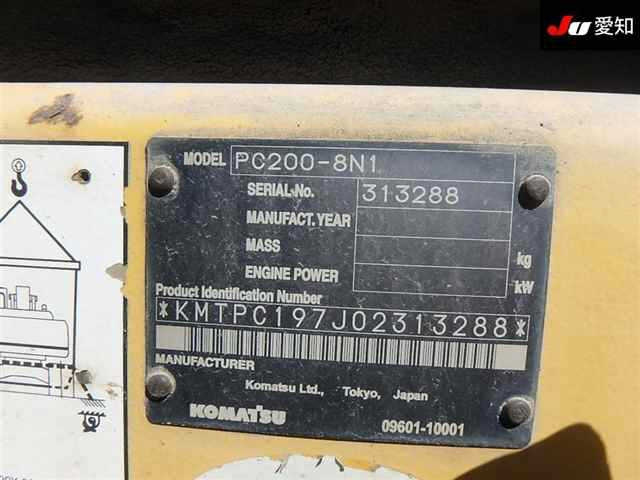 JU 愛知
MODEL PC200-8N1
SERIAL No. 313288
MANUFACT. YEAR
MASS kg
ENGINE POWER kW
Product Identification Number
*KMTPC197J02313288*
MANUFACTURER
Komatsu Ltd., Tokyo, Japan
KOMATSU
09601-10001